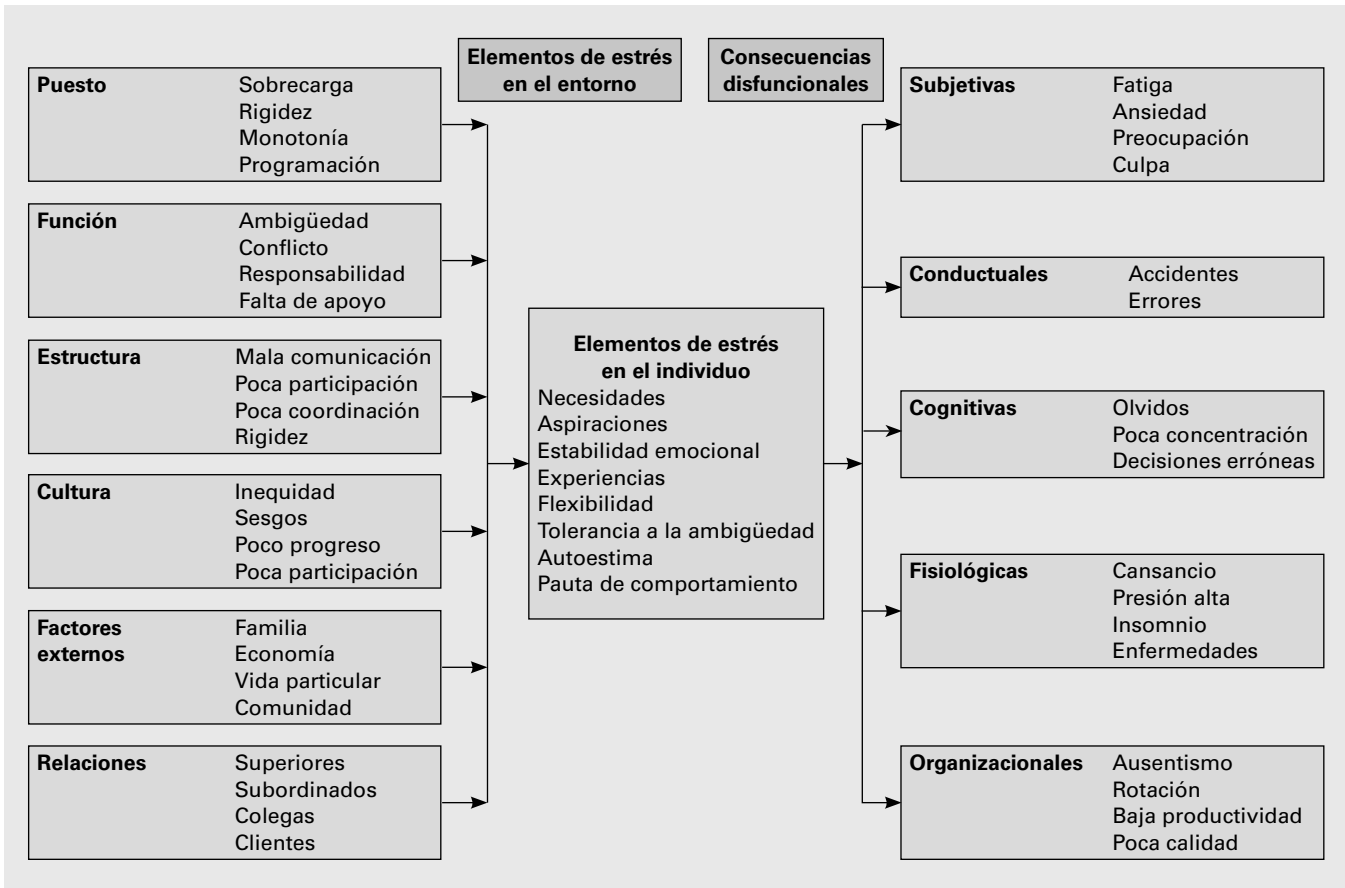 Elementos de estrés
en el entorno
Consecuencias
disfuncionales
Puesto Sobrecarga
Rigidez
Monotonía
Programación
Función Ambigüedad
Conflicto
Responsabilidad
Falta de apoyo
Estructura Mala comunicación
Poca participación
Poca coordinación
Rigidez
Cultura Inequidad
Sesgos
Poco progreso
Poca participación
Factores Familia
externos Economía
Vida particular
Comunidad
Relaciones Superiores
Subordinados
Colegas
Clientes
Elementos de estrés
en el individuo
Necesidades
Aspiraciones
Estabilidad emocional
Experiencias
Flexibilidad
Tolerancia a la ambigüedad
Autoestima
Pauta de comportamiento
Subjetivas Fatiga
Ansiedad
Preocupación
Culpa
Conductuales Accidentes
Errores
Cognitivas Olvidos
Poca concentración
Decisiones erróneas
Fisiológicas Cansancio
Presión alta
Insomnio
Enfermedades
Organizacionales Ausentismo
Rotación
Baja productividad
Poca calidad